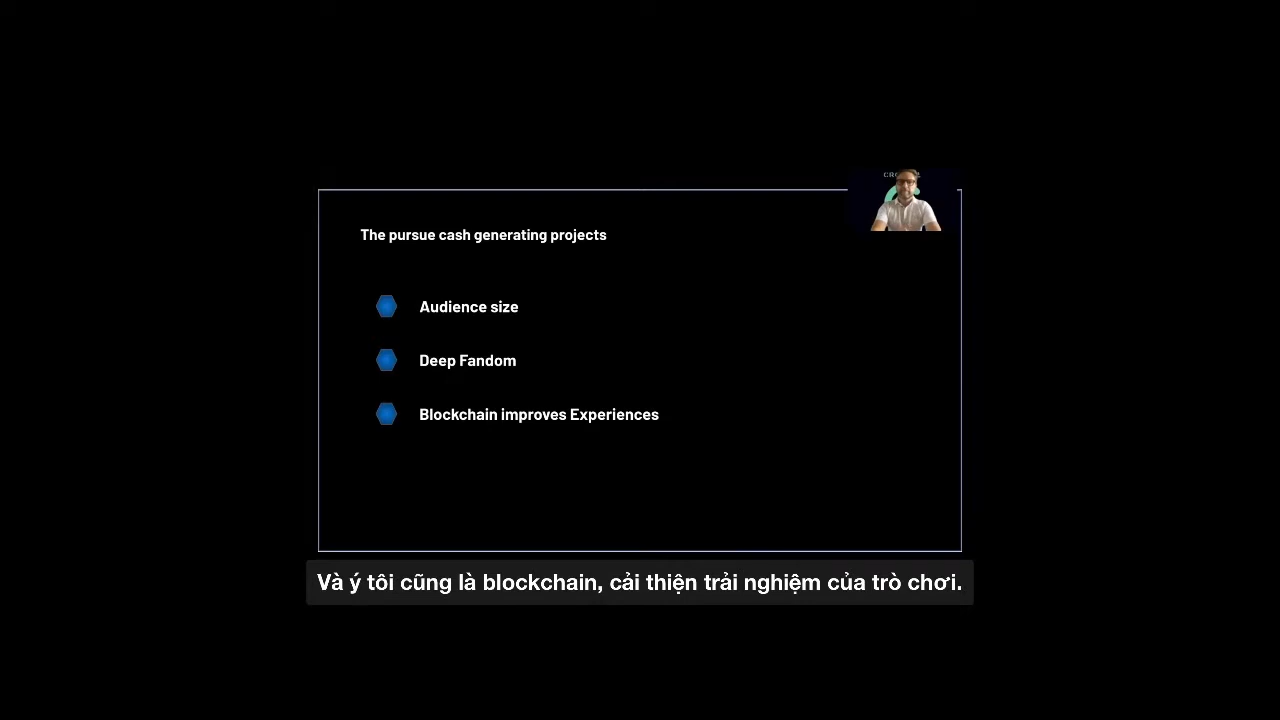 The pursue cash generating projects
Audience size
Deep Fandom
Blockchain improves Experiences
Và ý tôi cũng là blockchain, cải thiện trải nghiệm của trò chơi.